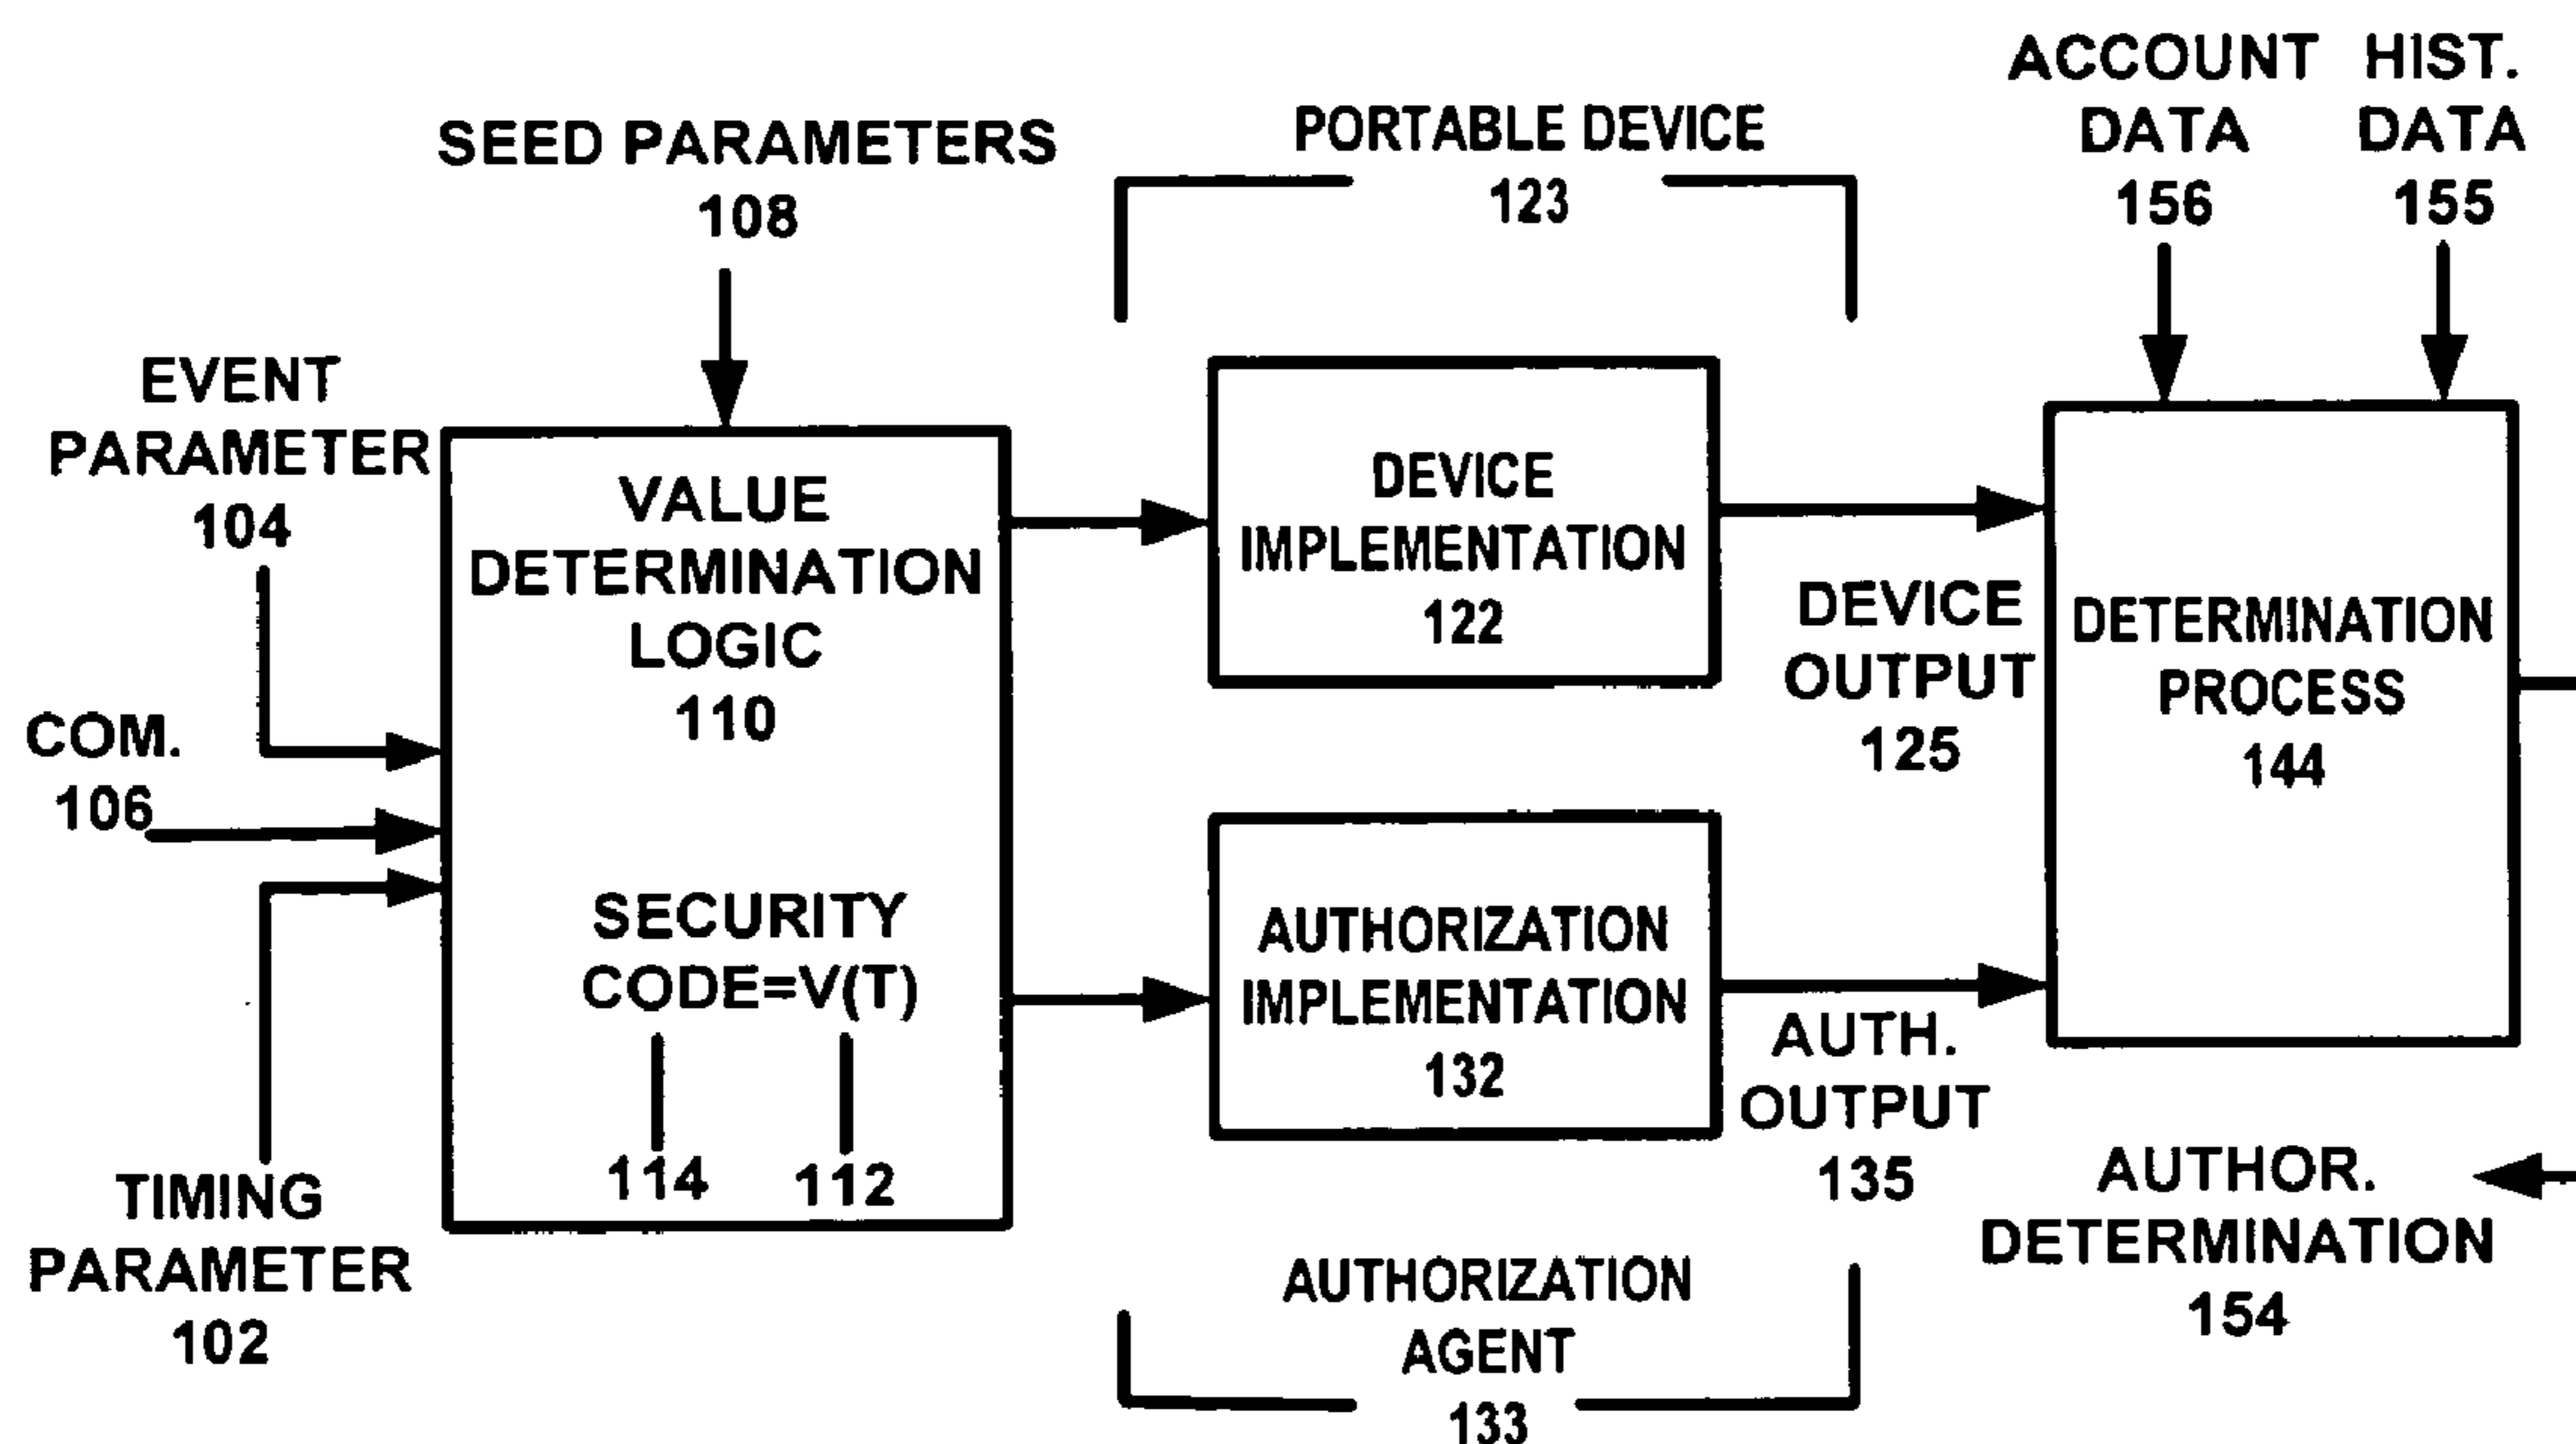 SEED PARAMETERS
108
PORTABLE DEVICE
123
ACCOUNT
DATA
156
HIST.
DATA
155
EVENT
PARAMETER
104
COM.
106
TIMING
PARAMETER
102
VALUE
DETERMINATION
LOGIC
110
SECURITY
CODE=V(T)
114
112
DEVICE
IMPLEMENTATION
122
DEVICE
OUTPUT
125
AUTHORIZATION
IMPLEMENTATION
132
AUTH.
OUTPUT
135
AUTHORIZATION
AGENT
133
DETERMINATION
PROCESS
144
AUTHOR.
DETERMINATION
154